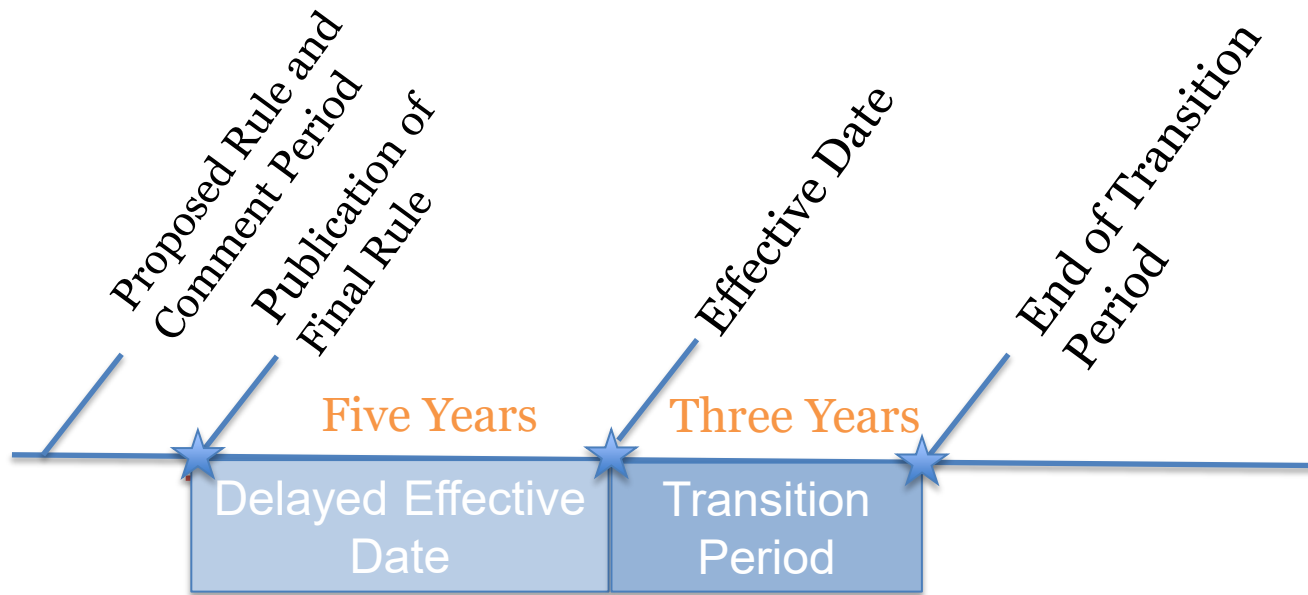 Proposed Rule and
Comment Period
Publication of
Final Rule
Effective Date
End of Transition
Period
Five Years
Three Years
Delayed Effective
Date
Transition
Period